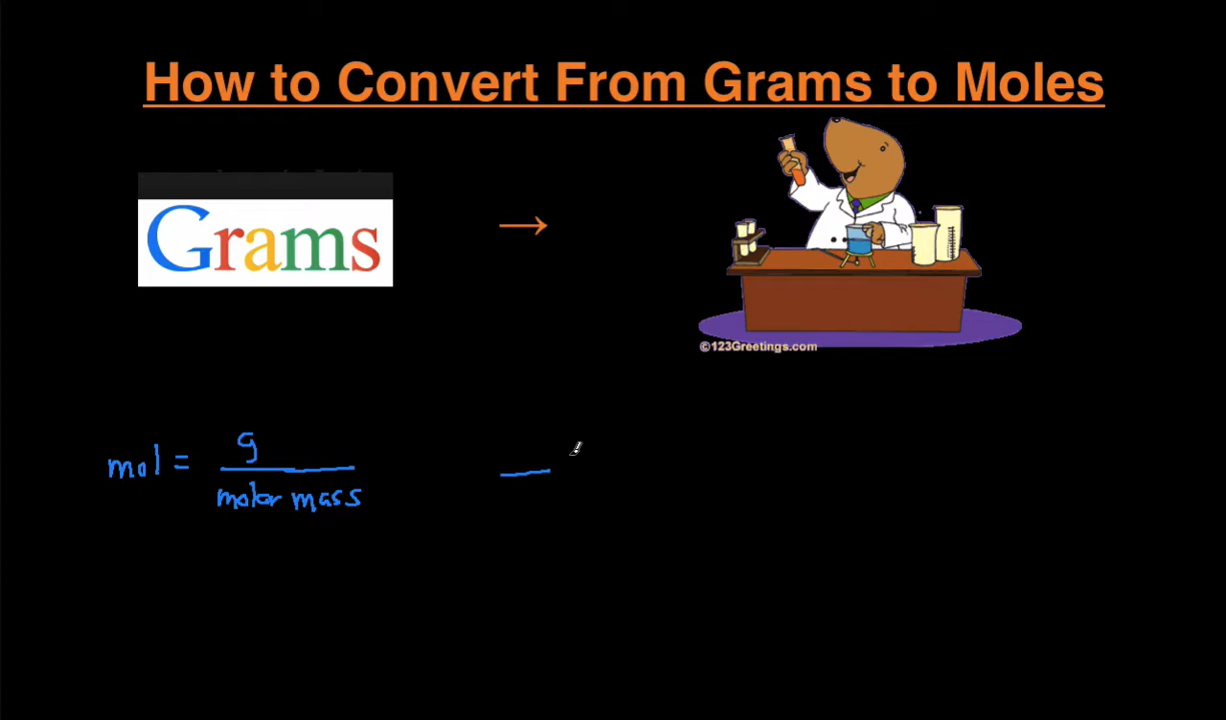 How to Convert From Grams to Moles
Grams
→
©123Greetings.com
mol = g
molar mass